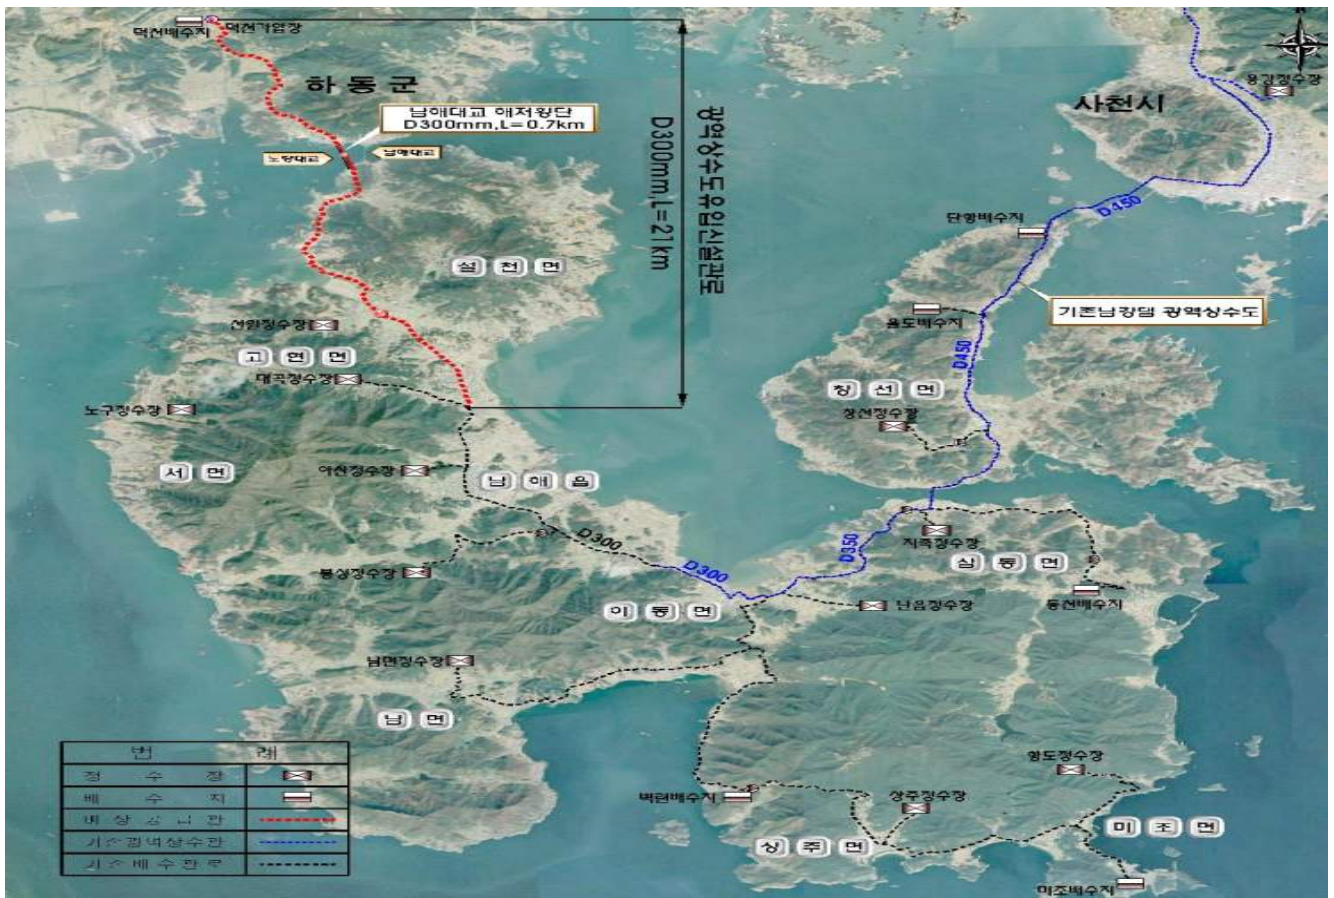 덕천배수지
덕천가압장
하동군
남해대교 해저횡단
D300mm,L=0.7km
노량대교
남해대교
광역상수도 유입신설관로
D300mm,L=21km
사천시
용강정수장
D450
단항배수지
기존남강댐 광역상수도
율도배수지
D450
창선면
창선정수장
설천면
선원정수장
고현면
대곡정수장
노구정수장
서면
아산정수장
남해읍
D300
봉성정수장
D300
D350
지족정수장
삼동면
동천배수지
난음정수장
이동면
남면정수장
남면
벽련배수지
상주정수장
상주면
항도정수장
미조면
미조배수지
범 례
정 수 장
배 수 지
비상공급관
기존광역상수관
기존배수관로